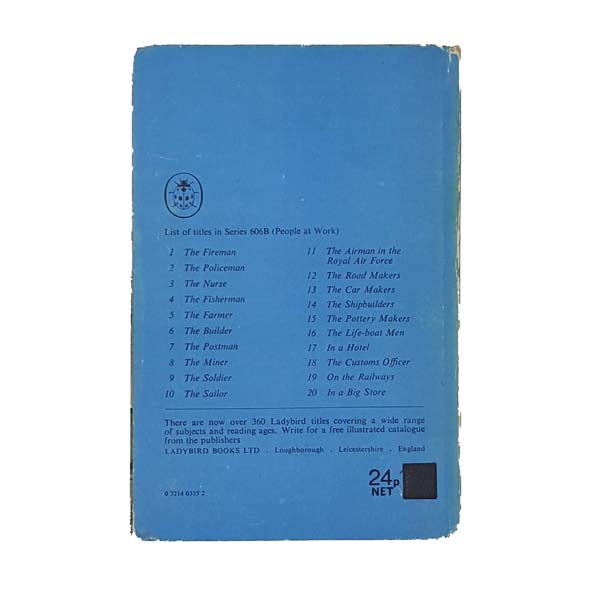 List of titles in Series 606B (People at Work)
1 The Fireman
2 The Policeman
3 The Nurse
4 The Fisherman
5 The Farmer
6 The Builder
7 The Postman
8 The Miner
9 The Soldier
10 The Sailor
11 The Airman in the
Royal Air Force
12 The Road Makers
13 The Car Makers
14 The Shipbuilders
15 The Pottery Makers
16 The Life-boat Men
17 In a Hotel
18 The Customs Officer
19 On the Railways
20 In a Big Store
There are now over 360 Ladybird titles covering a wide range
of subjects and reading ages. Write for a free illustrated catalogue
from the publishers
LADYBIRD BOOKS LTD . Loughborough . Leicestershire . England
24p
NET
0 7214 0335 2